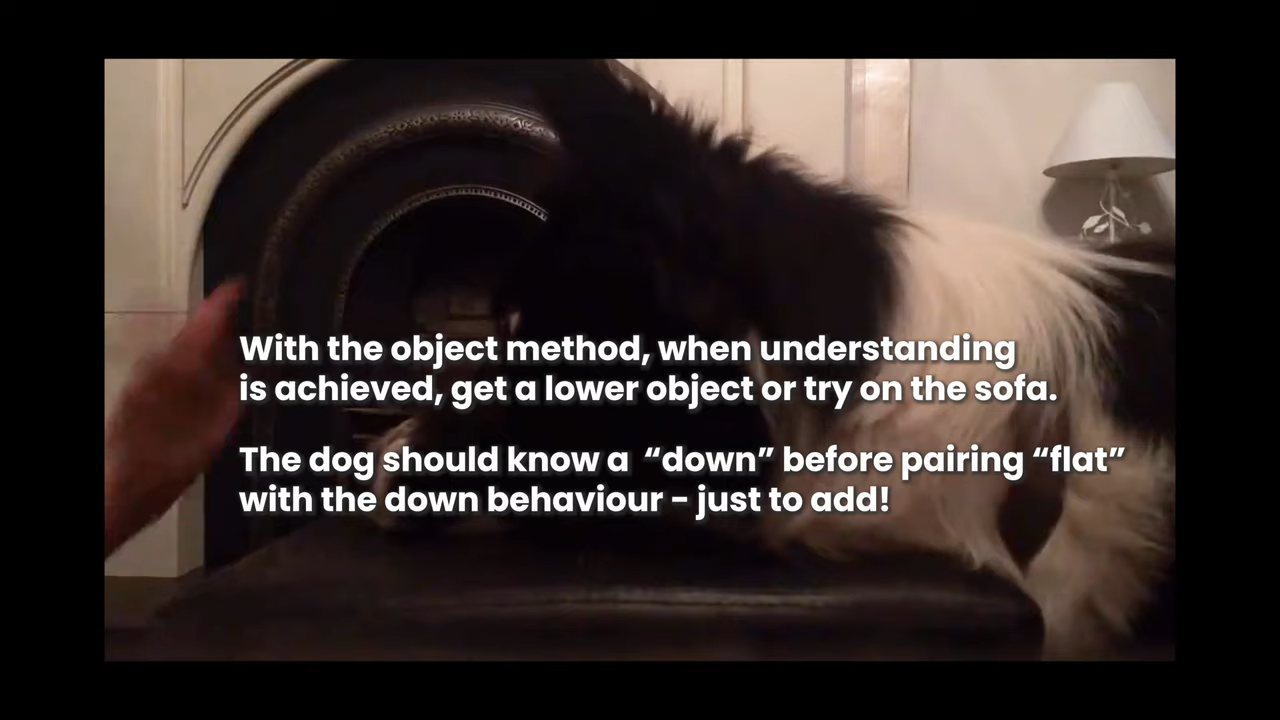 With the object method, when understanding
is achieved, get a lower object or try on the sofa.
The dog should know a “down” before pairing “flat”
with the down behaviour - just to add!